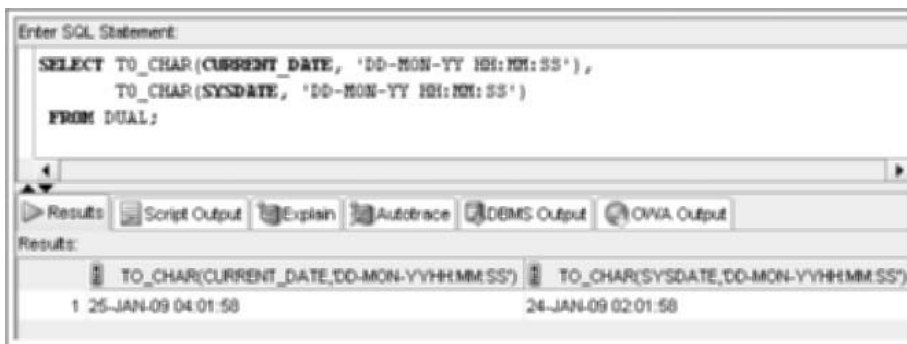 Enter SQL Statement:
SELECT TO_CHAR(CURRENT_DATE, 'DD-MON-YY HH:MM:SS'),
TO_CHAR(SYSDATE, 'DD-MON-YY HH:MM:SS')
FROM DUAL;
Results Script Output Explain Autotrace DBMS Output OWA Output
Results:
TO_CHAR(CURRENT_DATE,'DD-MON-YYHH:MM:SS') TO_CHAR(SYSDATE,'DD-MON-YYHH:MM:SS')
1 25-JAN-09 04:01:58 24-JAN-09 02:01:58